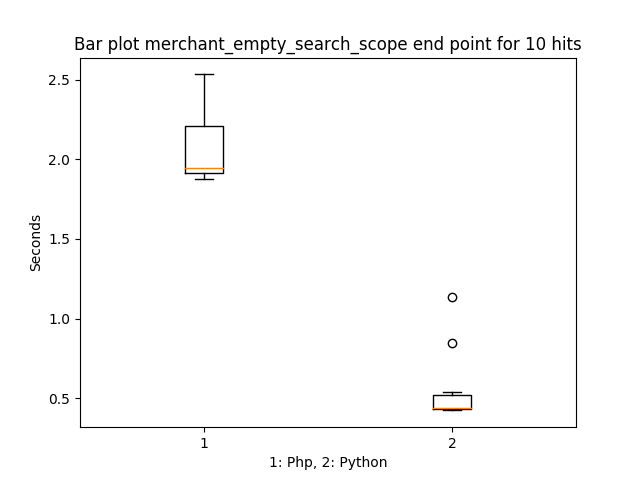 Bar plot merchant_empty_search_scope end point for 10 hits
2.5
2.0
1.5
1.0
0.5
Seconds
1 2
1: Php, 2: Python